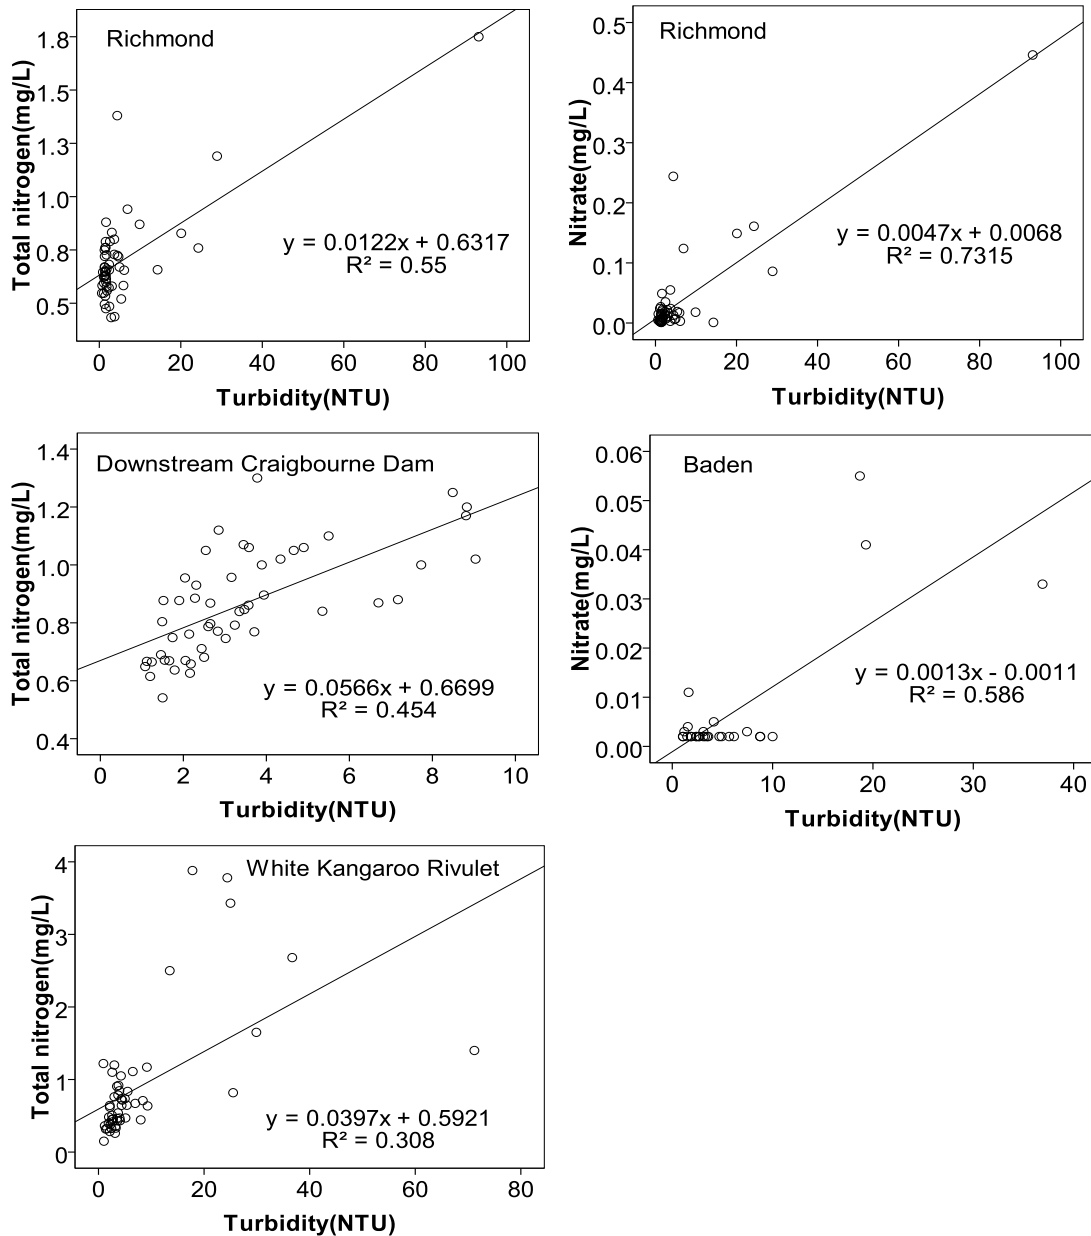 Richmond
Total nitrogen(mg/L)
1.8
1.5
1.3
1.0
0.8
0.5
y = 0.0122x + 0.6317
R² = 0.55
0 20 40 60 80 100
Turbidity(NTU)
Richmond
Nitrate(mg/L)
0.5
0.4
0.3
0.2
0.1
0.0
y = 0.0047x + 0.0068
R² = 0.7315
0 20 40 60 80 100
Turbidity(NTU)
Downstream Craigbourne Dam
Total nitrogen(mg/L)
1.4
1.2
1.0
0.8
0.6
0.4
y = 0.0566x + 0.6699
R² = 0.454
0 2 4 6 8 10
Turbidity(NTU)
Baden
Nitrate(mg/L)
0.06
0.05
0.04
0.03
0.02
0.01
0.00
y = 0.0013x - 0.0011
R² = 0.586
0 10 20 30 40
Turbidity(NTU)
White Kangaroo Rivulet
Total nitrogen(mg/L)
4
3
2
1
0
y = 0.0397x + 0.5921
R² = 0.308
0 20 40 60 80
Turbidity(NTU)